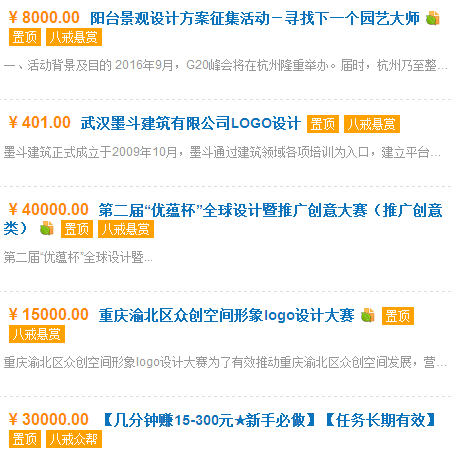 ¥ 8000.00 阳台景观设计方案征集活动－寻找下一个园艺大师
置顶 八戒悬赏
一、活动背景及目的 2016年9月，G20峰会将在杭州隆重举办。届时，杭州乃至整...
¥ 401.00 武汉墨斗建筑有限公司LOGO设计 置顶 八戒悬赏
墨斗建筑正式成立于2009年10月，墨斗通过建筑领域各项培训为入口，建立平台...
¥ 40000.00 第二届“优蕴杯”全球设计暨推广创意大赛（推广创意
类） 置顶 八戒悬赏
第二届“优蕴杯”全球设计暨...
¥ 15000.00 重庆渝北区众创空间形象logo设计大赛 置顶
八戒悬赏
重庆渝北区众创空间形象logo设计大赛为了有效推动重庆渝北区众创空间发展，营...
¥ 30000.00 【几分钟赚15-300元★新手必做】【任务长期有效】
置顶 八戒众帮